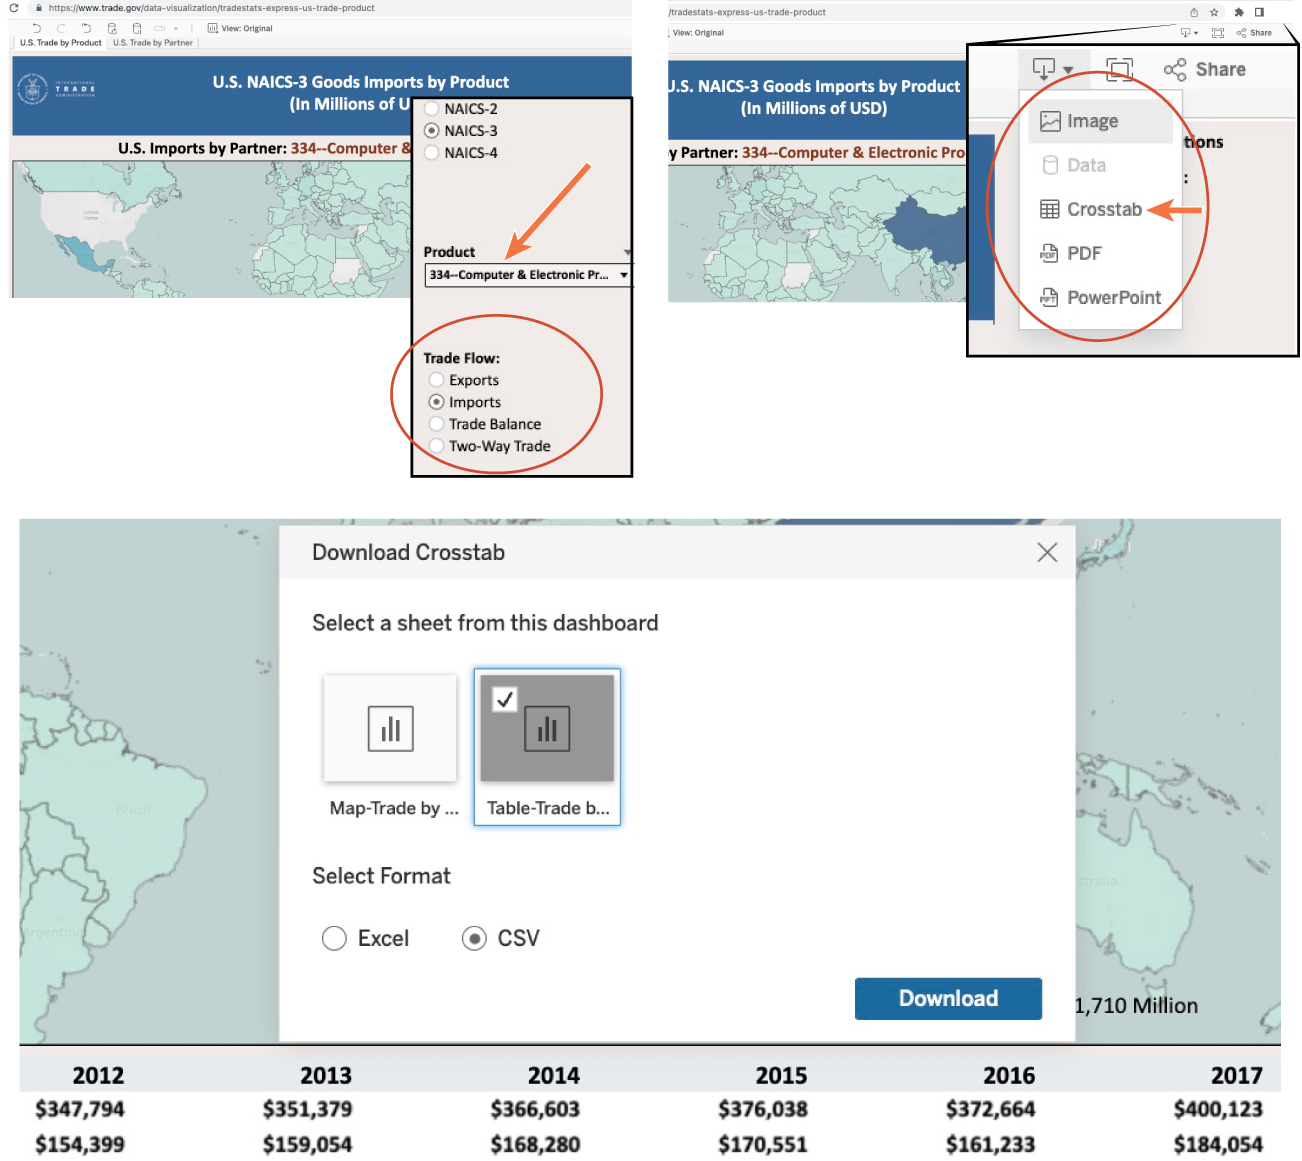 https://www.trade.gov/data-visualization/tradestats-express-us-trade-product
View: Original
U.S. Trade by Product
U.S. Trade by Partner
INTERNATIONAL
TRADE
ADMINISTRATION
U.S. NAICS-3 Goods Imports by Product
(In Millions of U
U.S. Imports by Partner: 334--Computer &
United
States
NAICS-2
NAICS-3
NAICS-4
Product
334--Computer & Electronic Pr...
Trade Flow:
Exports
Imports
Trade Balance
Two-Way Trade
/tradestats-express-us-trade-product
View: Original
Share
U.S. NAICS-3 Goods Imports by Product
(In Millions of USD)
y Partner: 334--Computer & Electronic Pro
Share
Image
tions
Data
:
Crosstab
PDF
PowerPoint
Download Crosstab
Select a sheet from this dashboard
Map-Trade by ...
Table-Trade b...
Select Format
Excel
CSV
Download
Brazil
Argentina
stralia
1,710 Million
2012 2013 2014 2015 2016 2017
$347,794 $351,379 $366,603 $376,038 $372,664 $400,123
$154,399 $159,054 $168,280 $170,551 $161,233 $184,054